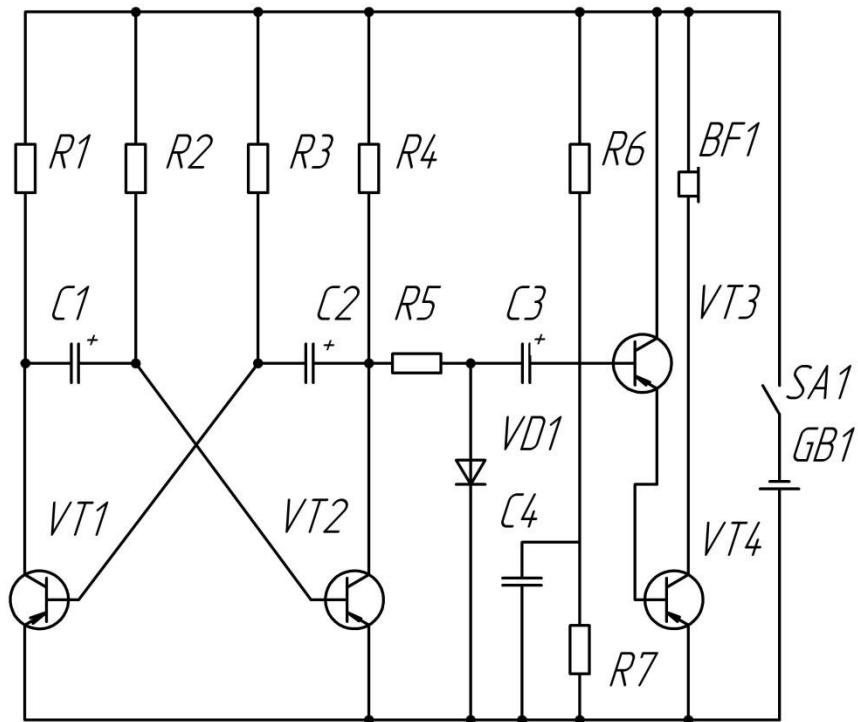 R1 R2 R3 R4 R6 BF1
C1 C2 R5 C3 VT3
SA1
VD1 GB1
VT1 VT2 C4 VT4
R7